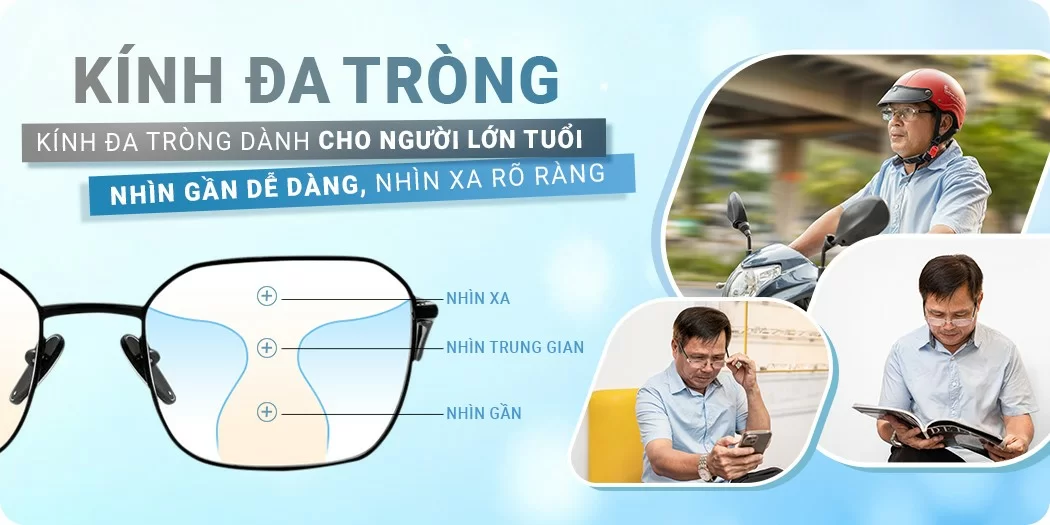 KÍNH ĐA TRÒNG
KÍNH ĐA TRÒNG DÀNH CHO NGƯỜI LỚN TUỔI
NHÌN GẦN DỄ DÀNG, NHÌN XA RÕ RÀNG
NHÌN XA
NHÌN TRUNG GIAN
NHÌN GẦN